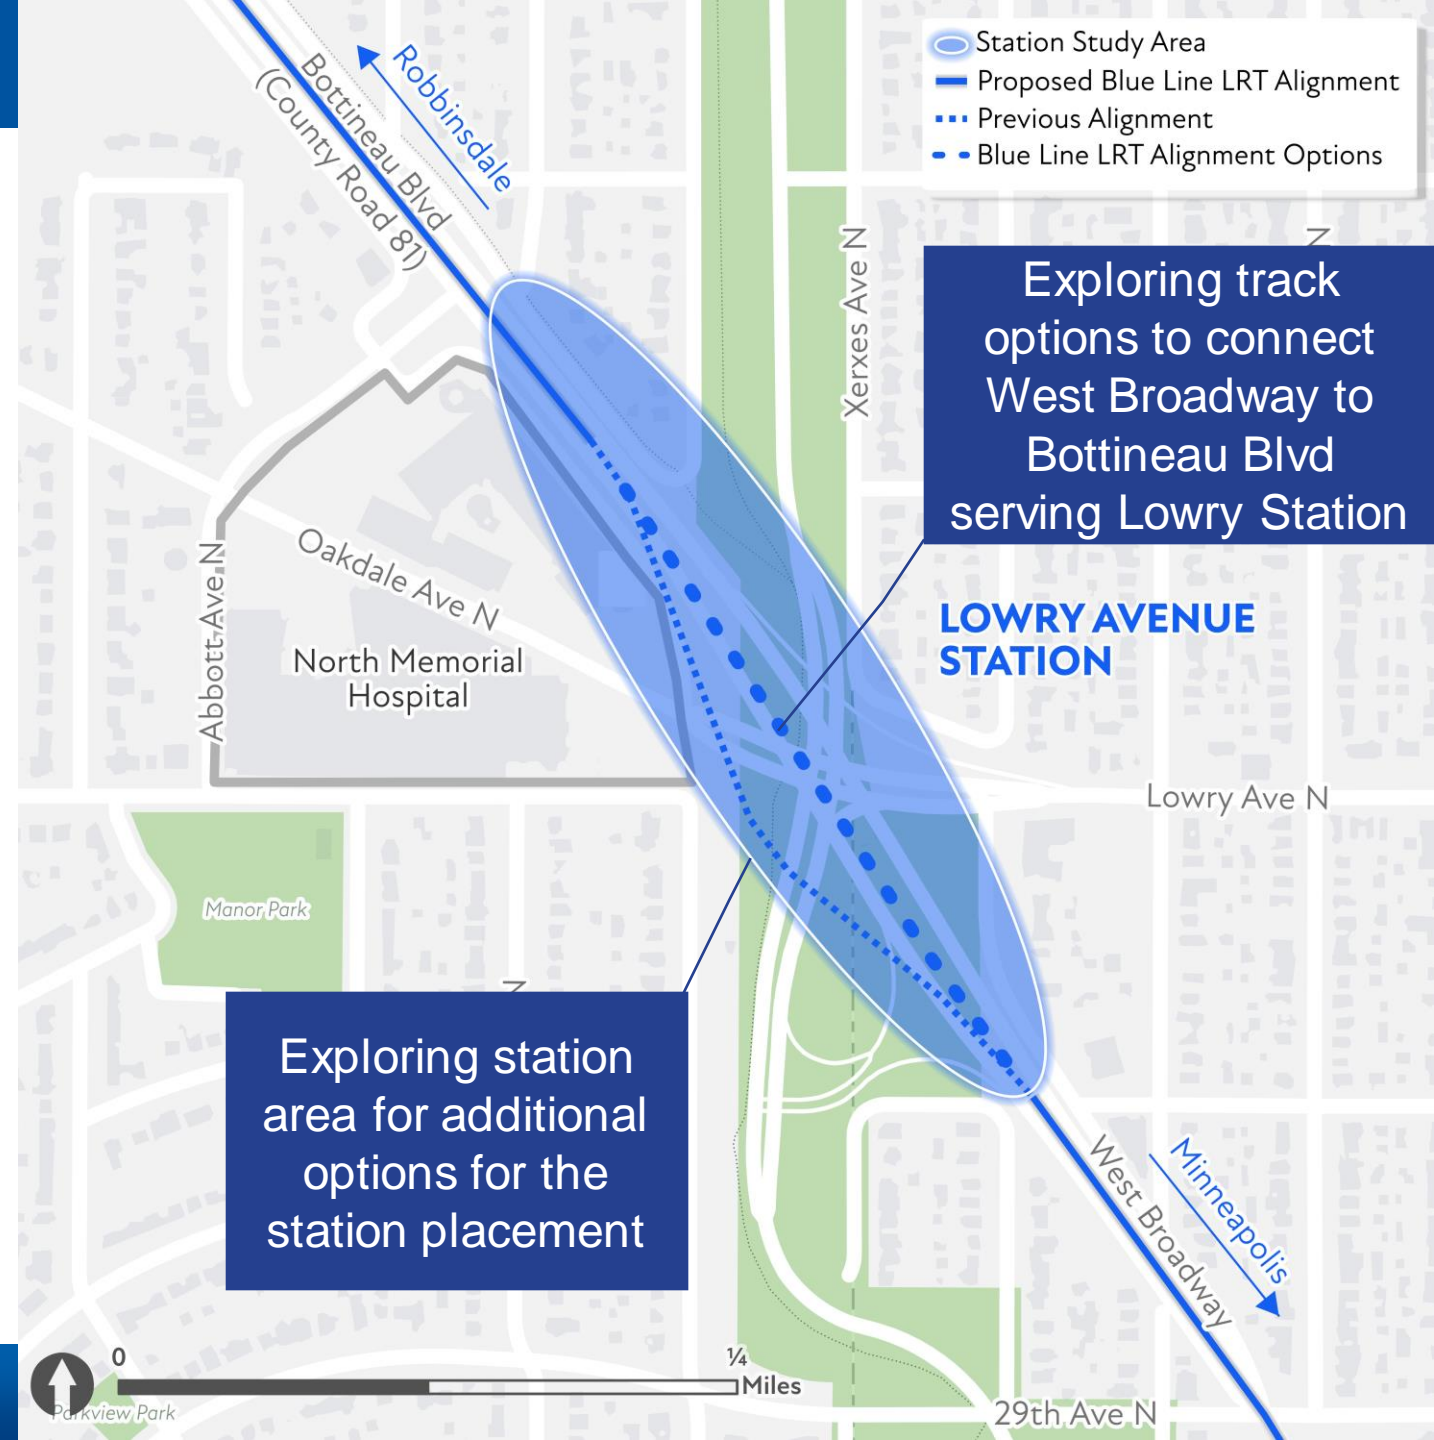 Station Study Area
Proposed Blue Line LRT Alignment
Previous Alignment
Blue Line LRT Alignment Options
Robbinsdale
Bottineau Blvd
(County Road 81)
Xerxes Ave N
N
Exploring track
options to connect
West Broadway to
Bottineau Blvd
serving Lowry Station
LOWRY AVENUE
STATION
Oakdale Ave N
Abbott Ave N
North Memorial
Hospital
Lowry Ave N
Manor Park
N
Exploring station
area for additional
options for the
station placement
West Broadway
Minneapolis
0
¼
Miles
Parkview Park
29th Ave N